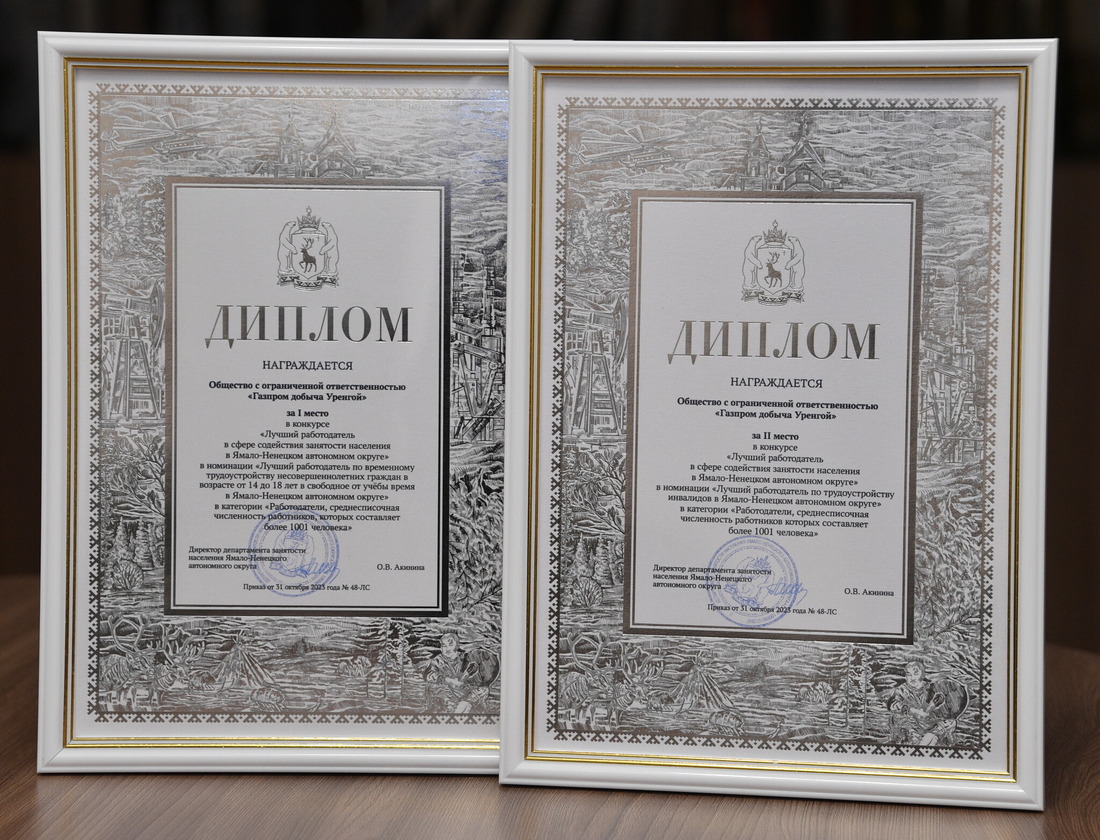 ДИПЛОМ
НАГРАЖДАЕТСЯ
Общество с ограниченной ответственностью
«Газпром добыча Уренгой»
за I место
в конкурсе
«Лучший работодатель
в сфере содействия занятости населения
в Ямало-Ненецком автономном округе»
в номинации «Лучший работодатель по временному
трудоустройству несовершеннолетних граждан в
возрасте от 14 до 18 лет в свободное от учёбы время
в Ямало-Ненецком автономном округе»
в категории «Работодатели, среднесписочная
численность работников, которых составляет
более 1001 человека»
Директор департамента занятости
населения Ямало-Ненецкого
автономного округа
О.В. Акинина
Приказ от 31 октября 2023 года № 48-ЛС
ДИПЛОМ
НАГРАЖДАЕТСЯ
Общество с ограниченной ответственностью
«Газпром добыча Уренгой»
за II место
в конкурсе
«Лучший работодатель
в сфере содействия занятости населения
в Ямало-Ненецком автономном округе»
в номинации «Лучший работодатель по трудоустройству
инвалидов в Ямало-Ненецком автономном округе»
в категории «Работодатели, среднесписочная
численность работников которых составляет
более 1001 человека»
Директор департамента занятости
населения Ямало-Ненецкого
автономного округа
О.В. Акинина
Приказ от 31 октября 2023 года № 48-ЛС